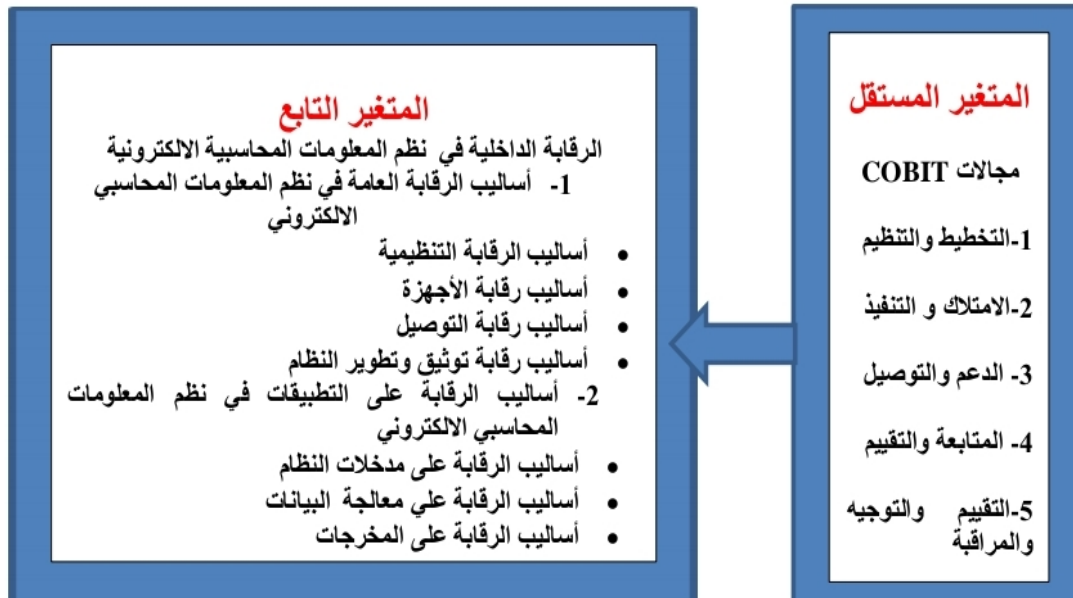 المتغير المستقل
مجالات COBIT
1-التخطيط والتنظيم
2-الامتلاك و التنفيذ
3- الدعم والتوصيل
4- المتابعة والتقييم
5-التقييم والتوجيه
والمراقبة
المتغير التابع
الرقابة الداخلية في نظم المعلومات المحاسبية الالكترونية
1- أساليب الرقابة العامة في نظم المعلومات المحاسبي
الالكتروني
• أساليب الرقابة التنظيمية
• أساليب رقابة الأجهزة
• أساليب رقابة التوصيل
• أساليب رقابة توثيق وتطوير النظام
2- أساليب الرقابة على التطبيقات في نظم المعلومات
المحاسبي الالكتروني
• أساليب الرقابة على مدخلات النظام
• أساليب الرقابة علي معالجة البيانات
• أساليب الرقابة على المخرجات